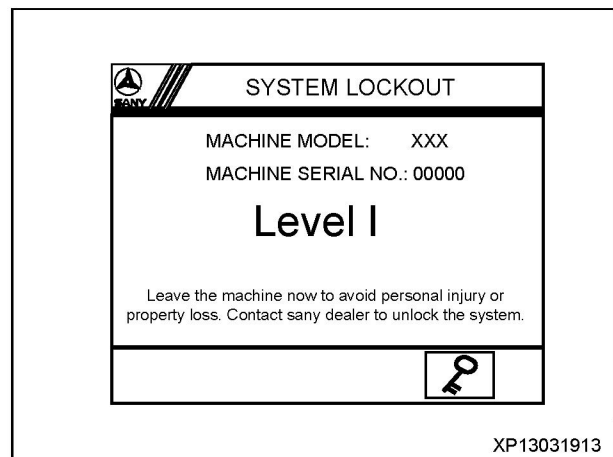 SANY
SYSTEM LOCKOUT
MACHINE MODEL: XXX
MACHINE SERIAL NO.: 00000
Level I
Leave the machine now to avoid personal injury or
property loss. Contact sany dealer to unlock the system.
XP13031913